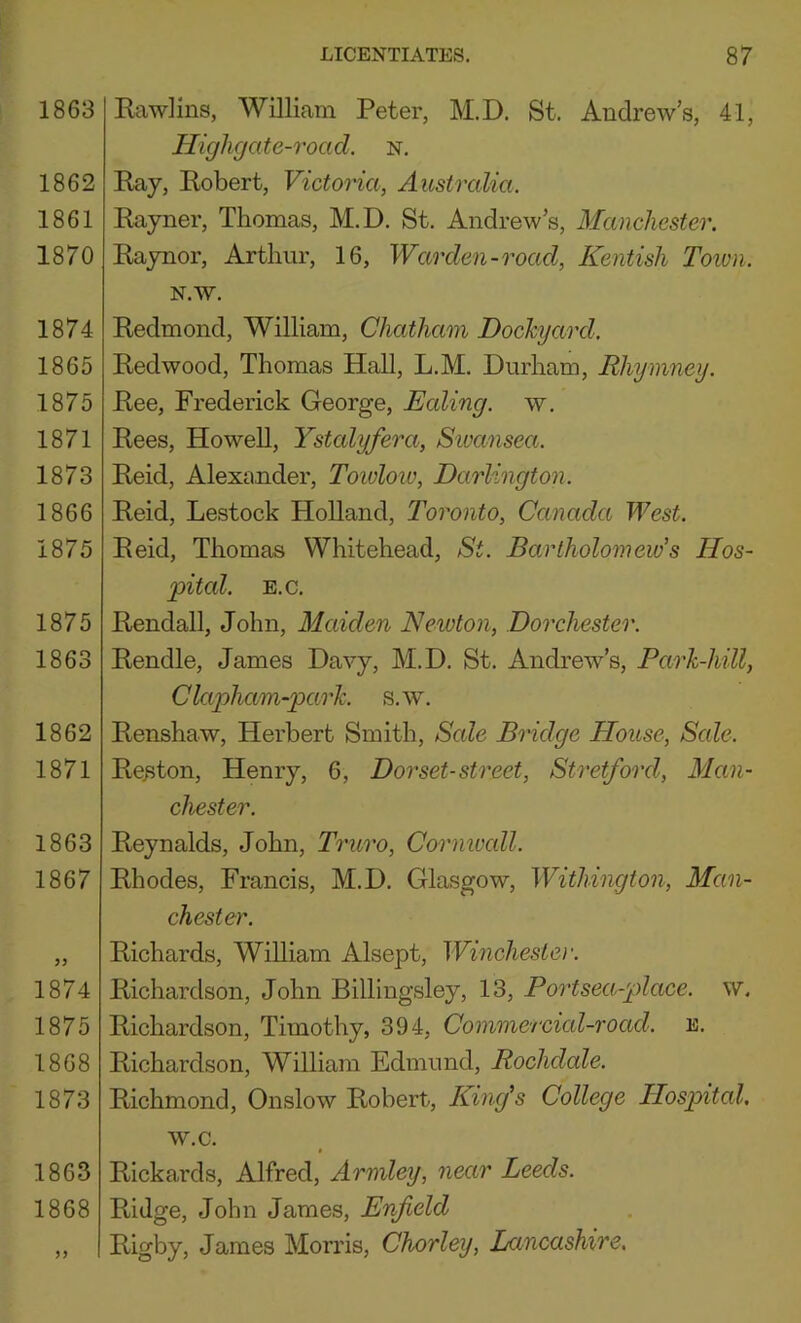 LICENTIATES. 87
1863 Rawlins, William Peter, M.D. St. Andrew's, 41,
Highgate-road. N.
1862 Ray, Robert, Victoria, Australia.
1861 Rayner, Thomas, M.D. St. Andrew's, Manchester.
1870 Raynor, Arthur, 16, Warden-road, Kentish Town.
N.W.
1874 Redmond, William, Chatham Dockyard.
1865 Redwood, Thomas Hall, L.M. Durham, Rhymney.
1875 Ree, Frederick George, Ealing. W.
1871 Rees, Howell, Ystalyfera, Swansea.
1873 Reid, Alexander, Towlow, Darlington.
1866 Reid, Lestock Holland, Toronto, Canada West.
1875 Reid, Thomas Whitehead, St. Bartholomew's Hos-
pital. E.C.
1875 Rendall, John, Maiden Newton, Dorchester.
1863 Rendle, James Davy, M.D. St. Andrew's, Park-hill,
Clapham-park. S.W.
1862 Renshaw, Herbert Smith, Sale Bridge House, Sale.
1871 Reston, Henry, 6, Dorset-street, Stretford, Man-
chester.
1863 Reynalds, John, Truro, Cornwall.
1867 Rhodes, Francis, M.D. Glasgow, Withington, Man-
chester.
„ Richards, William Alsept, Winchester.
1874 Richardson, John Billingsley, 13, Portsea-place. W.
1875 Richardson, Timothy, 394, Commercial-road. E.
1868 Richardson, William Edmund, Rochdale.
1873 Richmond, Onslow Robert, King's College Hospital.
W.C.
1863 Rickards, Alfred, Armley, near Leeds.
1868 Ridge, John James, Enfield
„ Rigby, James Morris, Chorley, Lancashire.